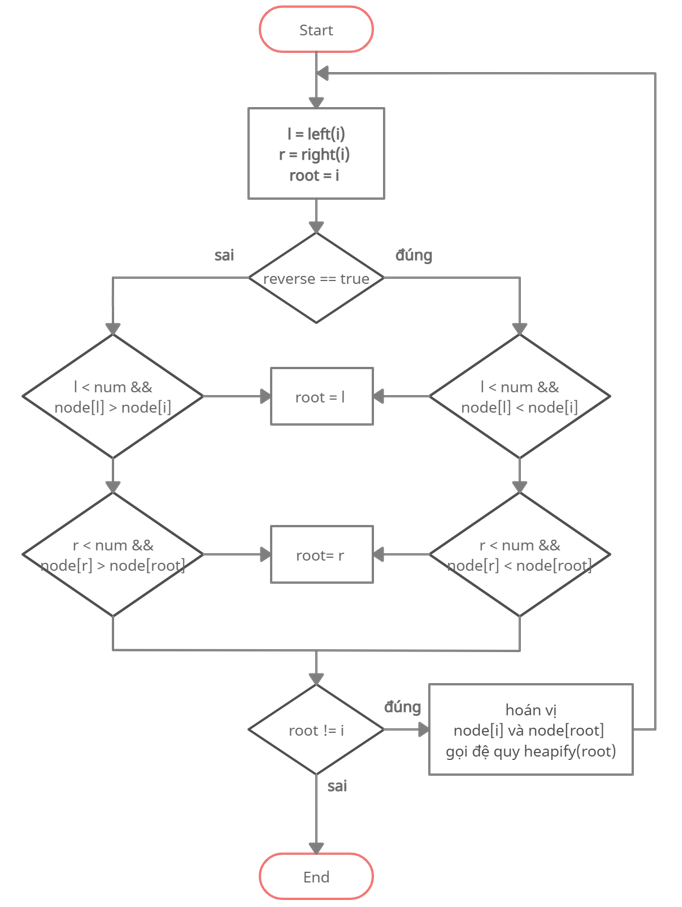 Start
l = left(i)
r = right(i)
root = i
sai
đúng
reverse == true
l < num &&
node[l] > node[i]
root = l
l < num &&
node[l] < node[i]
r < num &&
node[r] > node[root]
root= r
r < num &&
node[r] < node[root]
root != i
đúng
hoán vị
node[i] và node[root]
gọi đệ quy heapify(root)
sai
End